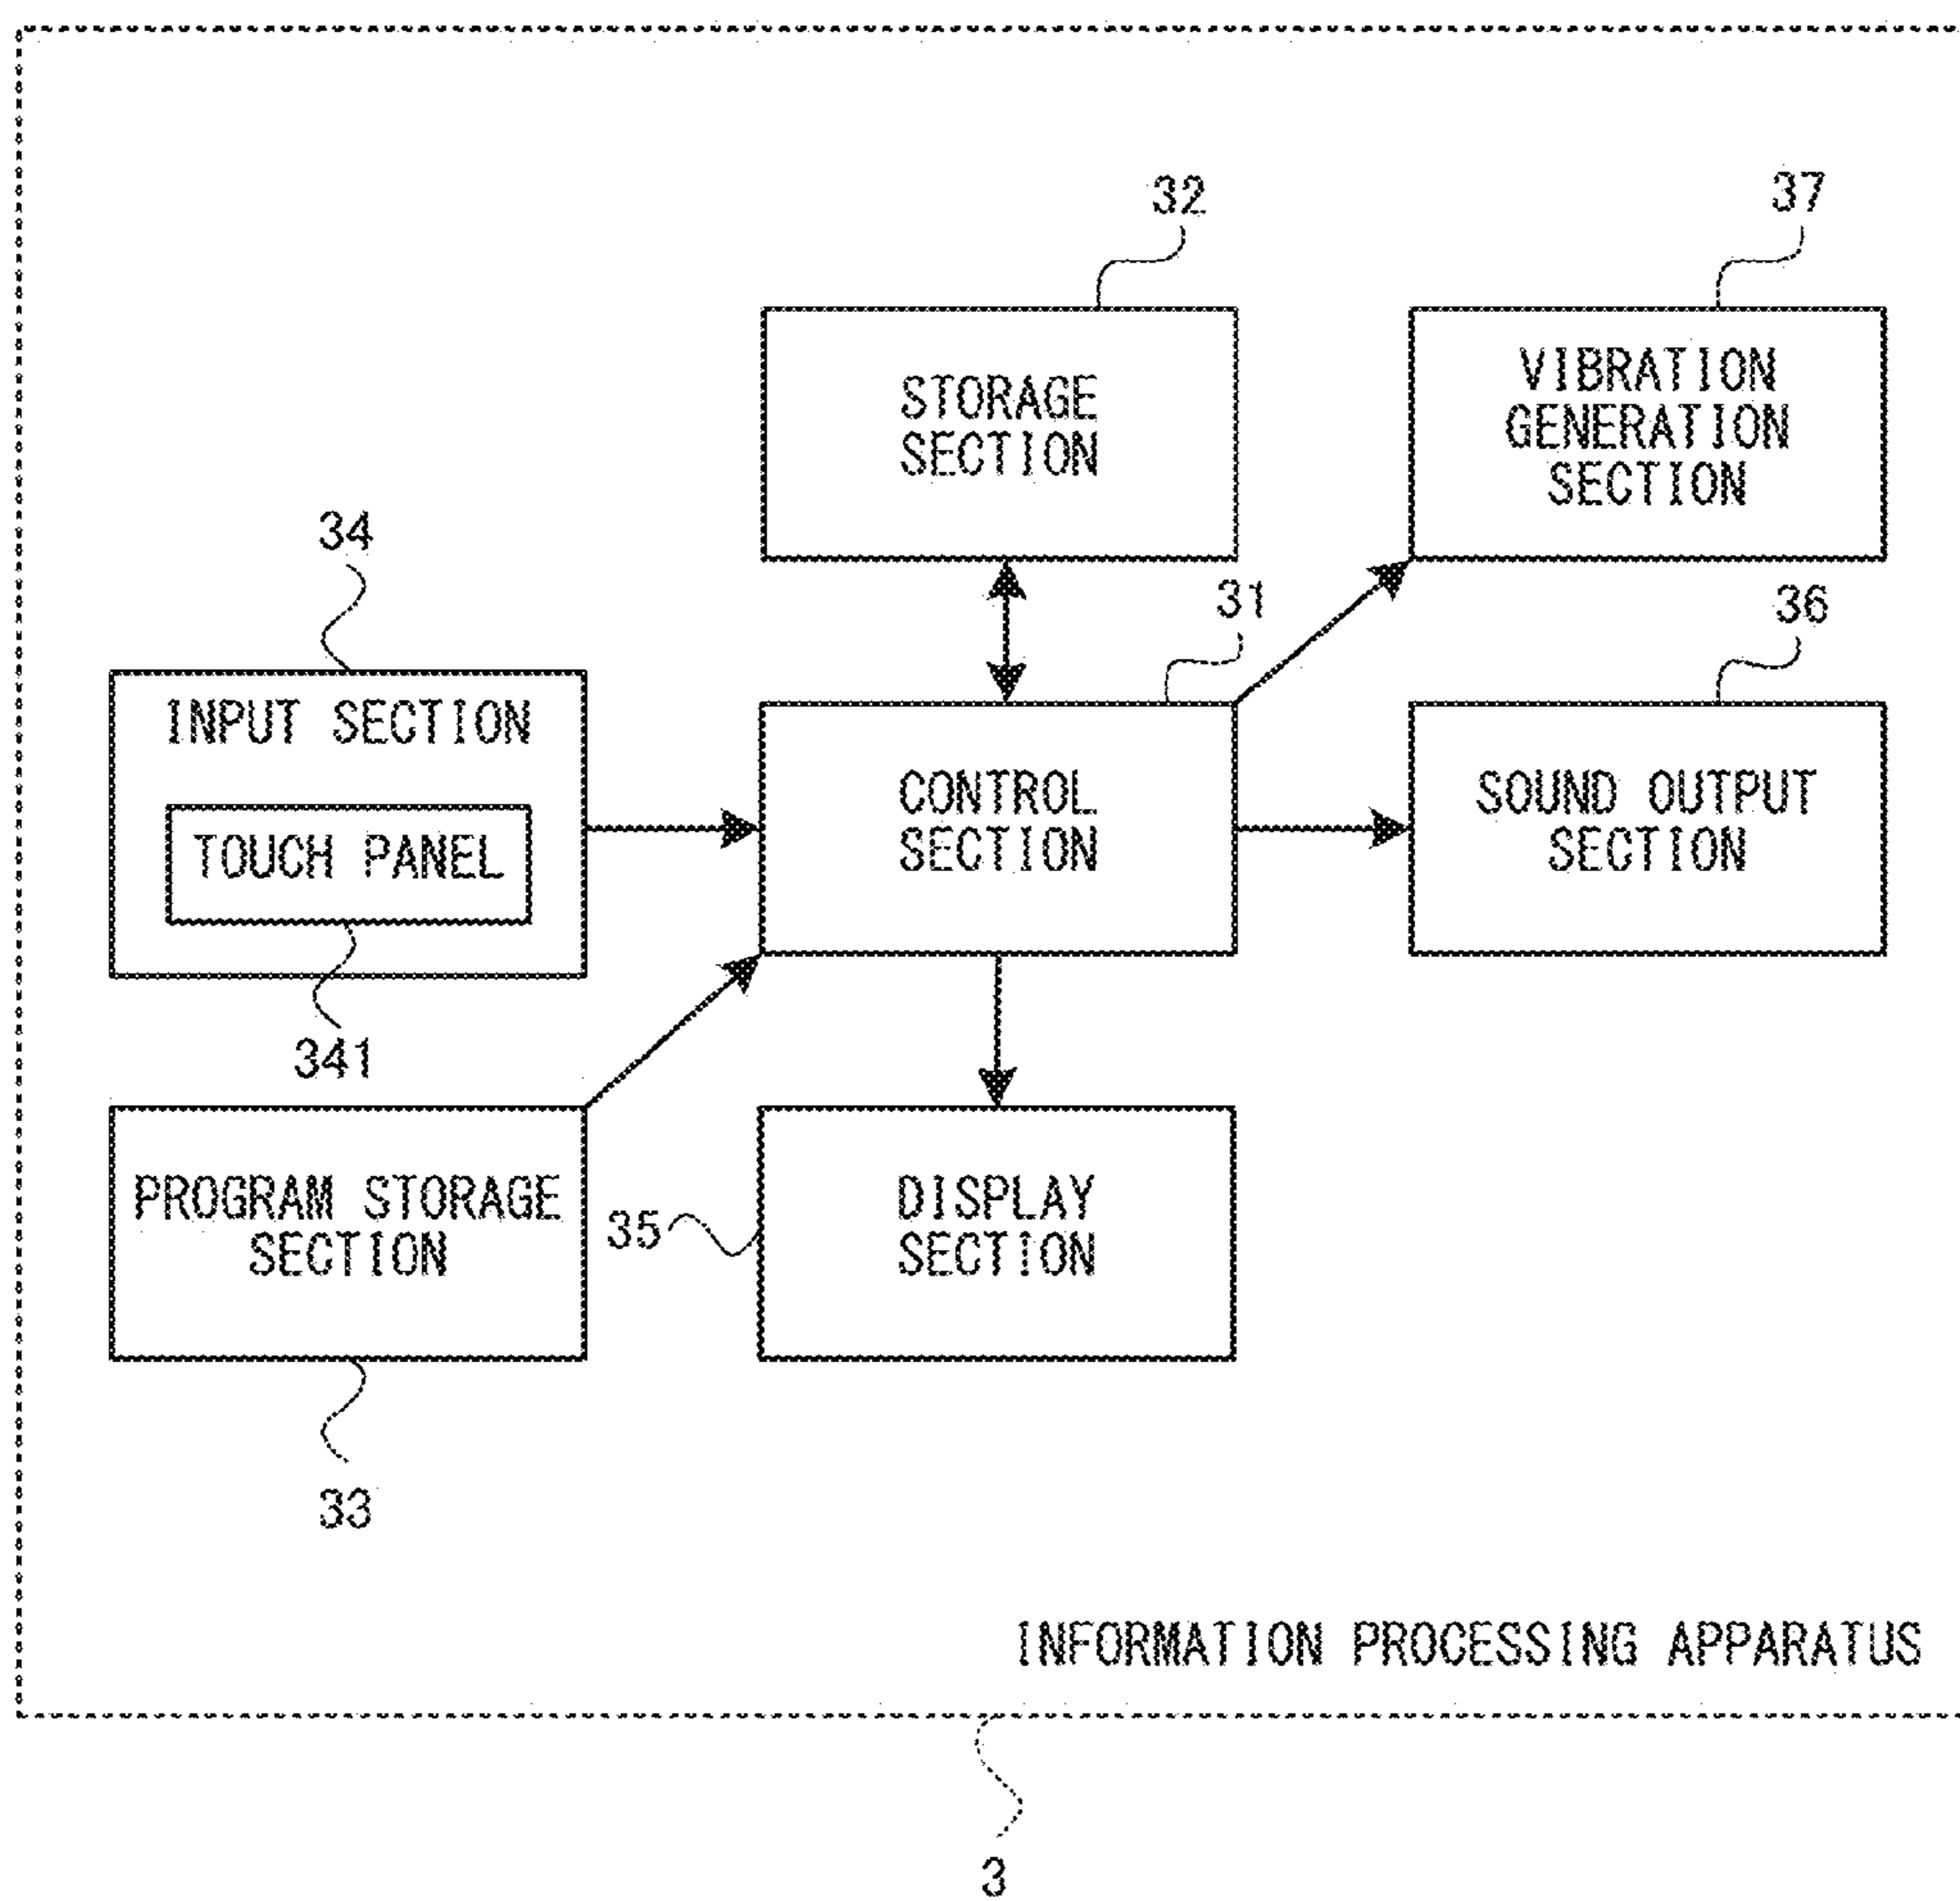 32
37
STORAGE
SECTION
VIBRATION
GENERATION
SECTION
34
31
36
INPUT SECTION
TOUCH PANEL
CONTROL
SECTION
SOUND OUTPUT
SECTION
341
PROGRAM STORAGE
SECTION
35
DISPLAY
SECTION
33
INFORMATION PROCESSING APPARATUS
3